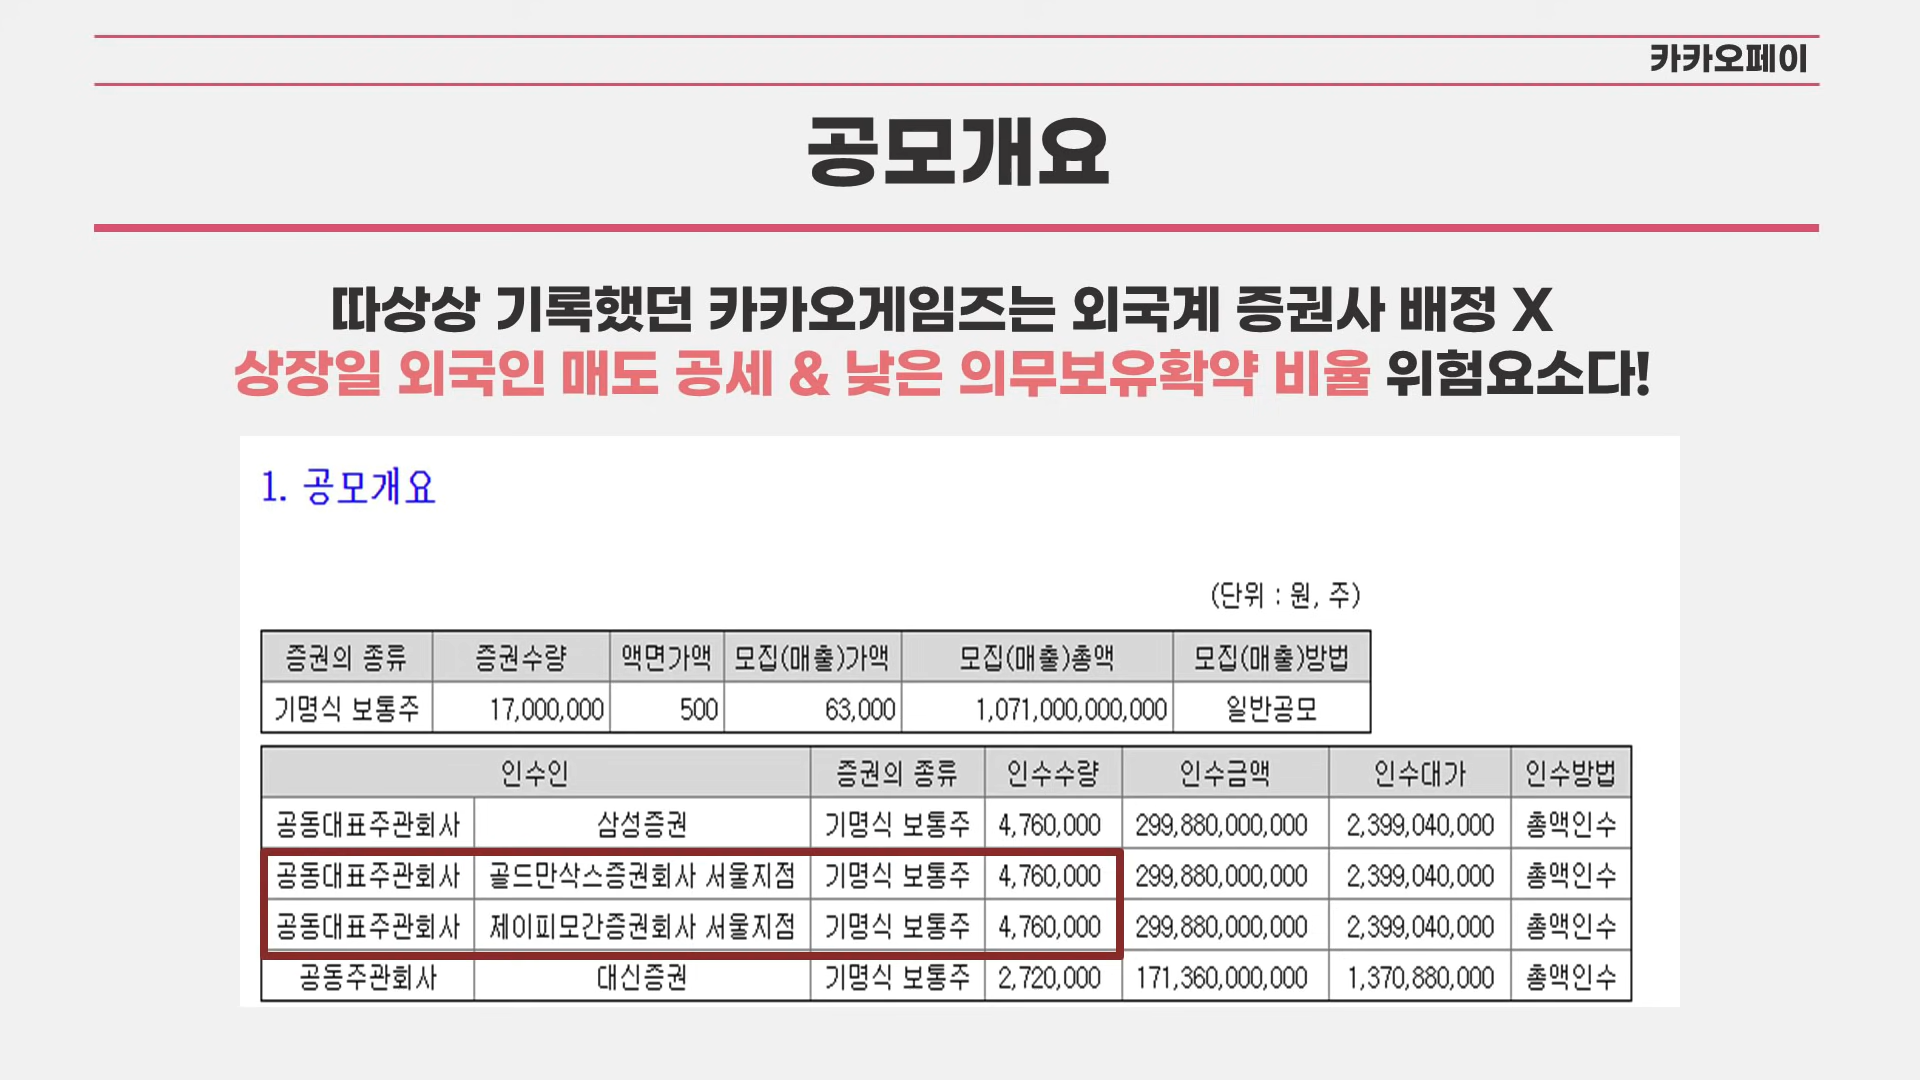 카카오페이
공모개요
따상상 기록했던 카카오게임즈는 외국계 증권사 배정 X
상장일 외국인 매도 공세 & 낮은 의무보유확약 비율 위험요소다!
1. 공모개요
(단위 : 원, 주)
증권의 종류 증권수량 액면가액 모집(매출)가액 모집(매출)총액 모집(매출)방법
기명식 보통주 17,000,000 500 63,000 1,071,000,000,000 일반공모
인수인 증권의 종류 인수수량 인수금액 인수대가 인수방법
공동대표주관회사 삼성증권 기명식 보통주 4,760,000 299,880,000,000 2,399,040,000 총액인수
공동대표주관회사 골드만삭스증권회사 서울지점 기명식 보통주 4,760,000 299,880,000,000 2,399,040,000 총액인수
공동대표주관회사 제이피모간증권회사 서울지점 기명식 보통주 4,760,000 299,880,000,000 2,399,040,000 총액인수
공동주관회사 대신증권 기명식 보통주 2,720,000 171,360,000,000 1,370,880,000 총액인수